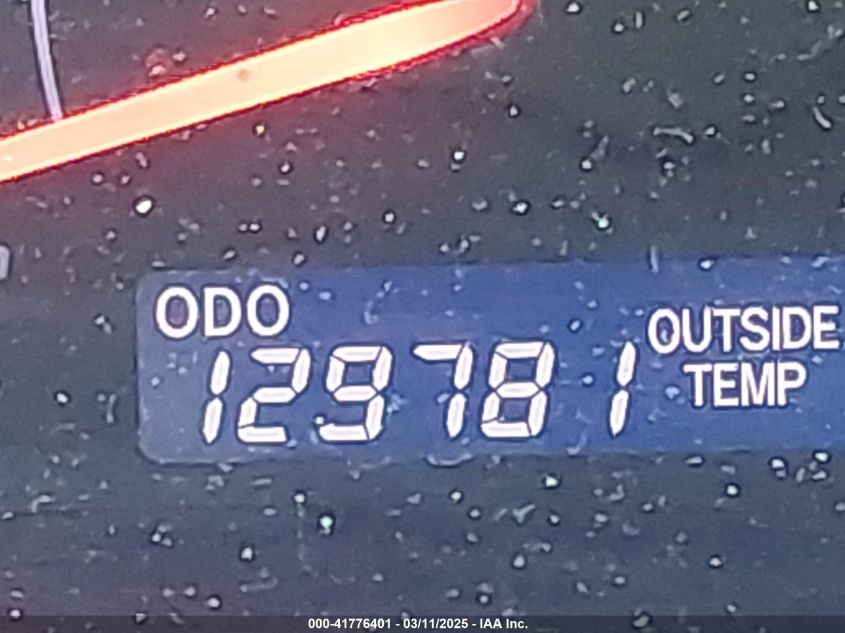 ODO
129781
OUTSIDE
TEMP
000-41776401 - 03/11/2025 - IAA Inc.